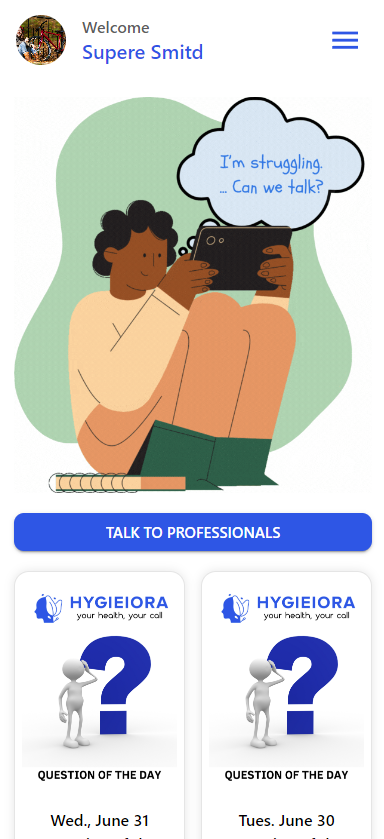 Welcome
Supere Smitd
I'm struggling.
... Can we talk?
TALK TO PROFESSIONALS
HYGIEIORA
your health, your call
QUESTION OF THE DAY
Wed., June 31
HYGIEIORA
your health, your call
QUESTION OF THE DAY
Tues. June 30